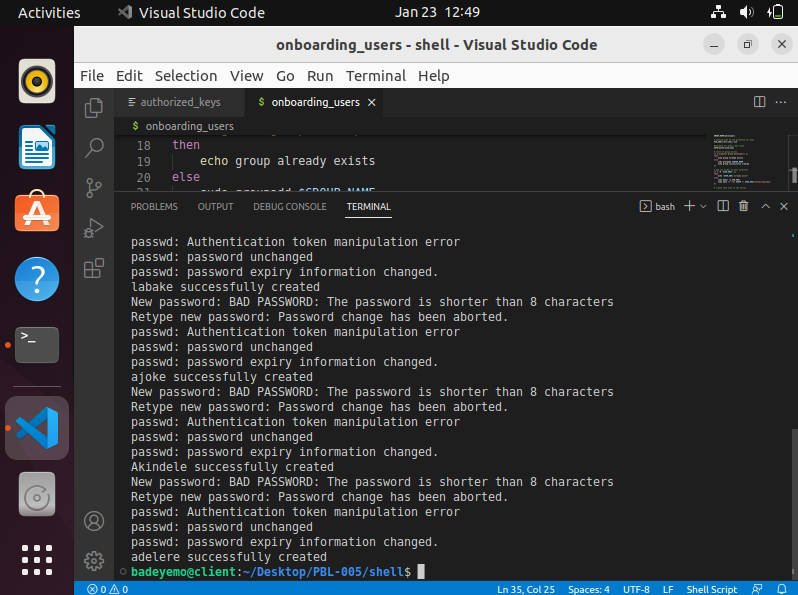 Activities
Visual Studio Code
Jan 23 12:49
onboarding_users - shell - Visual Studio Code
File Edit Selection View Go Run Terminal Help
authorized_keys
$ onboarding_users
$ onboarding_users
18 then
19 echo group already exists
20 else
PROBLEMS OUTPUT DEBUG CONSOLE TERMINAL
bash
passwd: Authentication token manipulation error
passwd: password unchanged
passwd: password expiry information changed.
labake successfully created
New password: BAD PASSWORD: The password is shorter than 8 characters
Retype new password: Password change has been aborted.
passwd: Authentication token manipulation error
passwd: password unchanged
passwd: password expiry information changed.
ajoke successfully created
New password: BAD PASSWORD: The password is shorter than 8 characters
Retype new password: Password change has been aborted.
passwd: Authentication token manipulation error
passwd: password unchanged
passwd: password expiry information changed.
Akindele successfully created
New password: BAD PASSWORD: The password is shorter than 8 characters
Retype new password: Password change has been aborted.
passwd: Authentication token manipulation error
passwd: password unchanged
passwd: password expiry information changed.
adelere successfully created
badeyemo@client:~/Desktop/PBL-005/shell$
0 0 Ln 35, Col 25 Spaces: 4 UTF-8 LF Shell Script